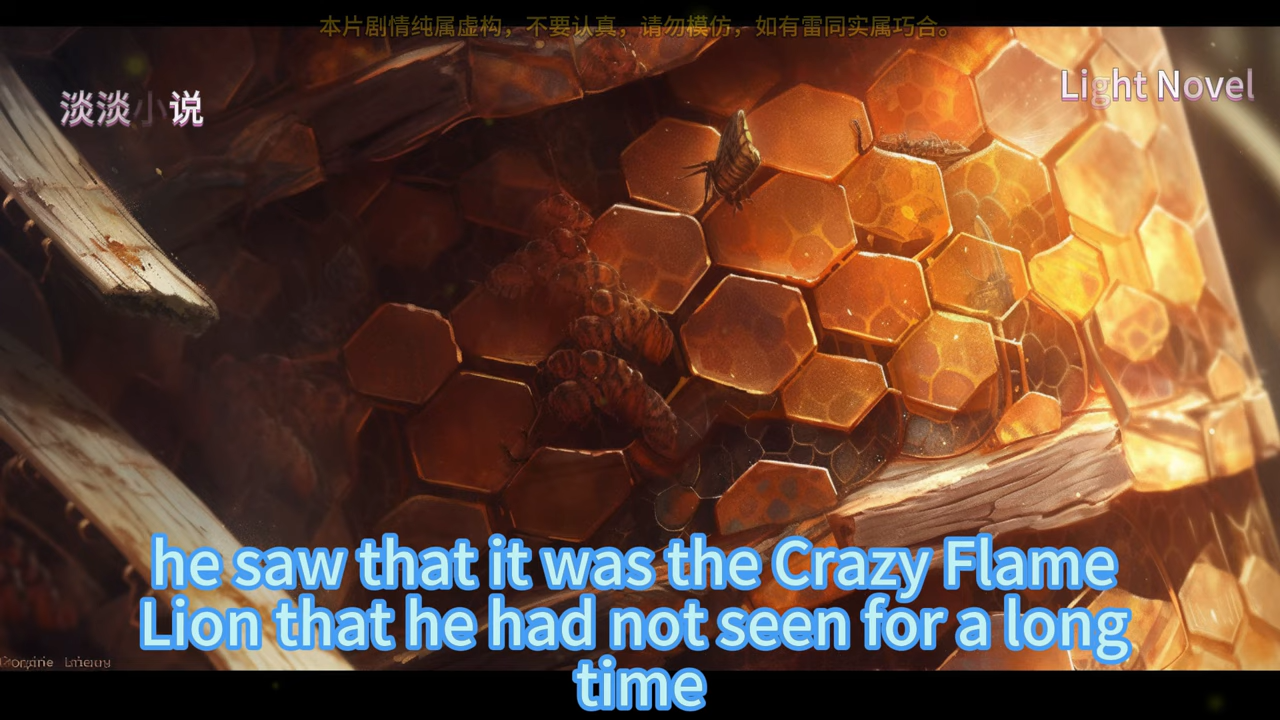 本片剧情纯属虚构，不要认真，请勿模仿，如有雷同实属巧合。
淡淡小说
Light Novel
he saw that it was the Crazy Flame
Lion that he had not seen for a long
time